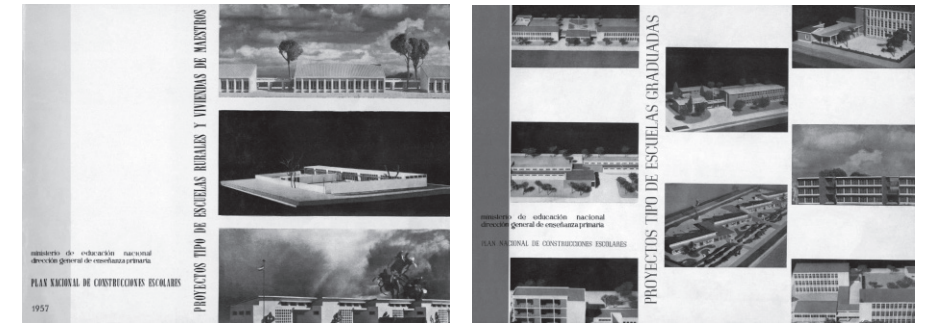 PROYECTOS TIPO DE ESCUELAS RURALES Y VIVIENDAS DE MAESTROS
ministerio de educación nacional
dirección general de enseñanza primaria
PLAN NACIONAL DE CONSTRUCCIONES ESCOLARES
1957
PROYECTOS TIPO DE ESCUELAS GRADUADAS
ministerio de educación nacional
dirección general de enseñanza primaria
PLAN NACIONAL DE CONSTRUCCIONES ESCOLARES